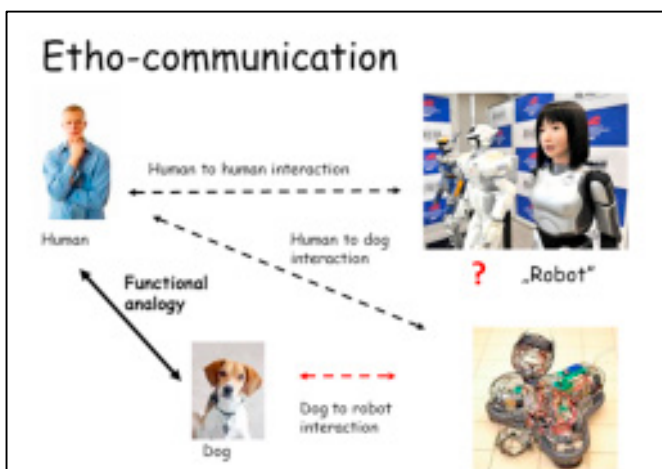 Etho-communication
Human to human interaction
Human
Human to dog
interaction
? „Robot”
Functional
analogy
Dog to robot
interaction
Dog